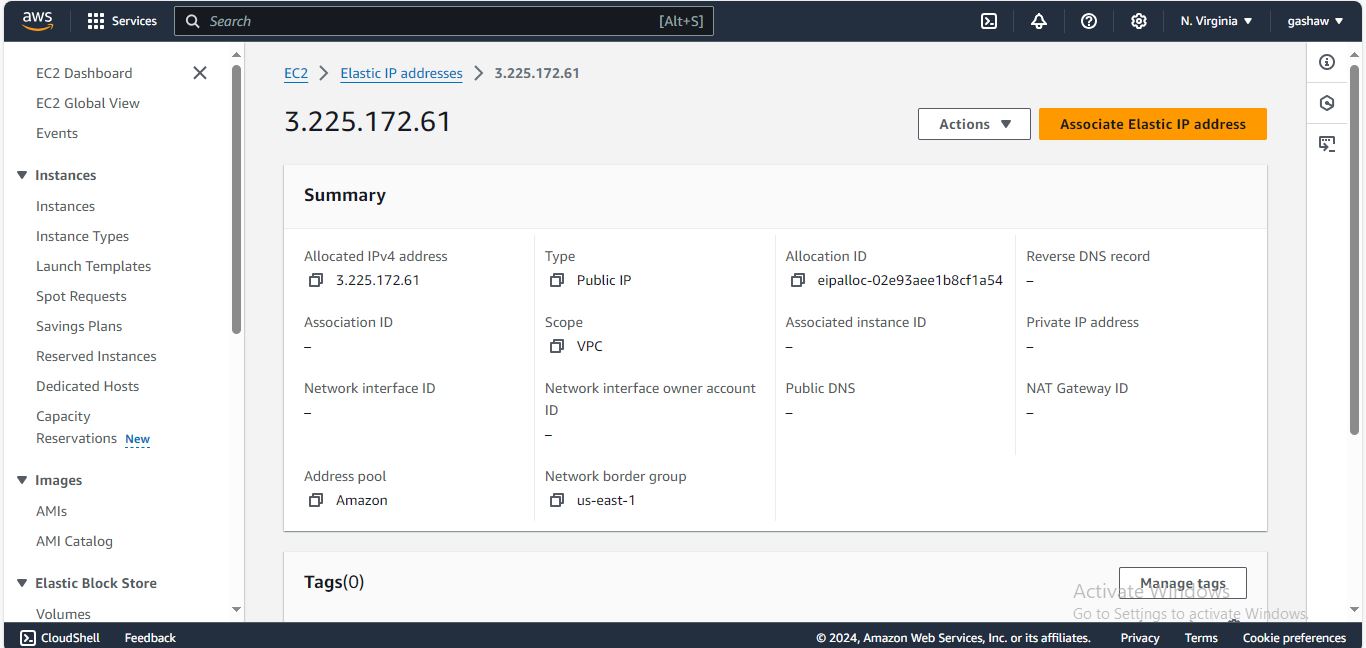 aws
Services
Search [Alt+S]
N. Virginia
gashaw
EC2 Dashboard
EC2 Global View
Events
Instances
Instances
Instance Types
Launch Templates
Spot Requests
Savings Plans
Reserved Instances
Dedicated Hosts
Capacity
Reservations New
Images
AMIs
AMI Catalog
Elastic Block Store
Volumes
EC2 Elastic IP addresses 3.225.172.61
3.225.172.61
Actions
Associate Elastic IP address
Summary
Allocated IPv4 address
3.225.172.61
Type
Public IP
Allocation ID
eipalloc-02e93aee1b8cf1a54
Reverse DNS record
–
Association ID
–
Scope
VPC
Associated instance ID
–
Private IP address
–
Network interface ID
–
Network interface owner account
ID
–
Public DNS
–
NAT Gateway ID
–
Address pool
Amazon
Network border group
us-east-1
Tags(0)
Manage tags
Activate Windows
Go to Settings to activate Windows.
CloudShell
Feedback
© 2024, Amazon Web Services, Inc. or its affiliates.
Privacy
Terms
Cookie preferences